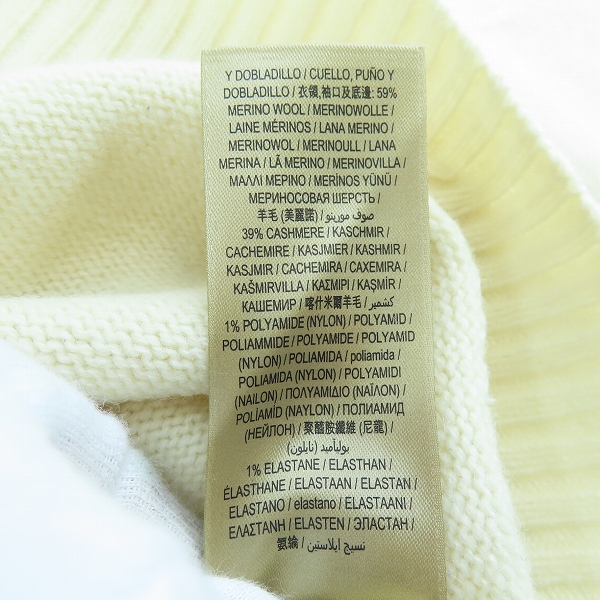 Y DOBLADILLO / CUELLO, PUÑO Y
DOBLADILLO / 衣領,袖口及底邊: 59%
MERINO WOOL / MERINOWOLLE /
LAINE MÉRINOS / LANA MERINO /
MERINOWOL / MERINOULL / LANA
MERINA / LÃ MERINO / MERINOVILLA /
ΜΑΛΛΙ ΜΕΡΙΝΟ / MERİNOS YÜNÜ /
МЕРИНОСОВАЯ ШЕРСТЬ /
羊毛 (美麗諾) / صوف مورينو
39% CASHMERE / KASCHMIR /
CACHEMIRE / KASJMIER / KASHMIR /
KASJMIR / CACHEMIRA / CAXEMIRA /
KAŠMIRVILLA / ΚΑΣΜΙΡΙ / KAŞMİR /
КАШЕМИР / 喀什米爾羊毛 / كشمير
1% POLYAMIDE (NYLON) / POLYAMID /
POLIAMMIDE / POLYAMIDE / POLYAMID
(NYLON) / POLIAMIDA / poliamida /
POLIAMIDA (NYLON) / POLYAMIDI
(NAILON) / ΠΟΛΥΑΜΙΔΙΟ (ΝΑΪΛΟΝ) /
POLİAMİD (NAYLON) / ПОЛИАМИД
(НЕЙЛОН) / 聚醯胺纖維 (尼龍) /
بوليآميد (نايلون)
1% ELASTANE / ELASTHAN /
ÉLASTHANNE / ELASTAAN / ELASTAN /
ELASTANO / elastano / ELASTAANI /
ΕΛΑΣΤΑΝΗ / ELASTEN / ЭЛАСТАН /
氨綸 / نسيج إيلاستين